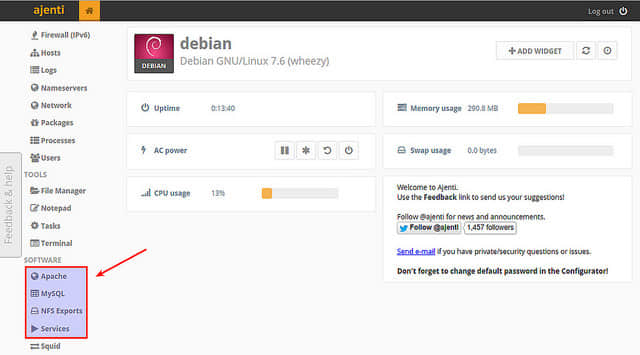 ajenti
Log out
Firewall (IPv6)
Hosts
Logs
Nameservers
Network
Packages
Processes
Users
TOOLS
File Manager
Notepad
Tasks
Terminal
SOFTWARE
Apache
MySQL
NFS Exports
Services
Squid
Feedback & help
DEBIAN
debian
Debian GNU/Linux 7.6 (wheezy)
ADD WIDGET
Uptime 0:13:40
AC power
CPU usage 13%
Memory usage 290.8 MB
Swap usage 0.0 bytes
Welcome to Ajenti.
Use the Feedback link to send us your suggestions!
Follow @ajenti for news and announcements.
Follow @ajenti 1,457 followers
Send e-mail if you have private/security questions or issues.
Don't forget to change default password in the Configurator!